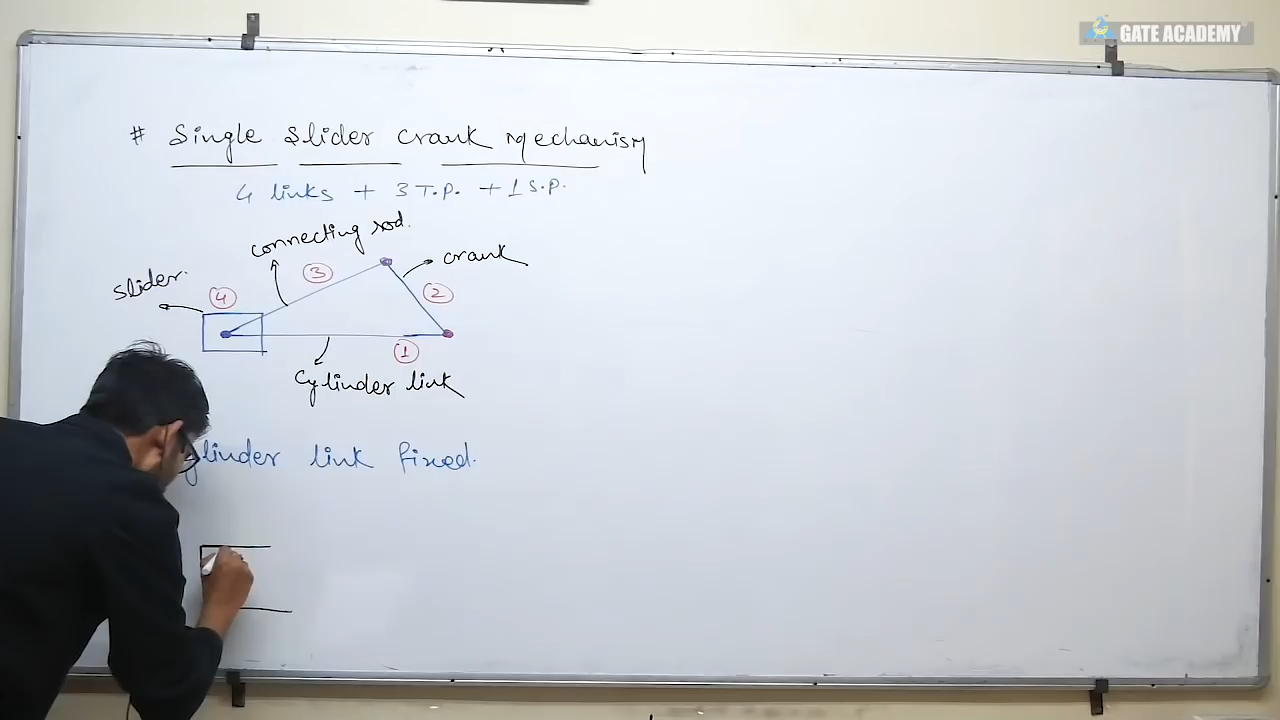 GATE ACADEMY
# Single Slider Crank Mechanism
4 links + 3 T.P. + 1 S.P.
connecting rod.
crank
slider.
3
4
2
1
Cylinder link
link fixed.